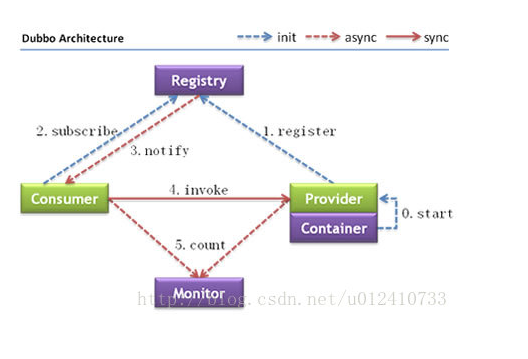 Dubbo Architecture
init
async
sync
Registry
2. subscribe
1. register
3. notify
Consumer
4. invoke
Provider
Container
0. start
5. count
Monitor
http://blog.csdn.net/u012410733